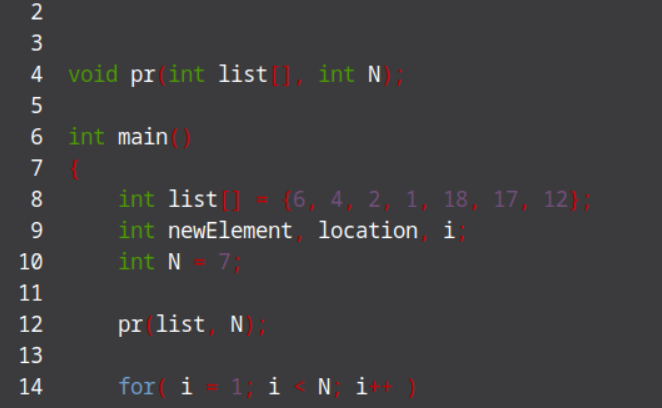 2
3
4 void pr(int list[], int N);
5
6 int main()
7 {
8 int list[] = {6, 4, 2, 1, 18, 17, 12};
9 int newElement, location, i;
10 int N = 7;
11
12 pr(list, N);
13
14 for( i = 1; i < N; i++ )